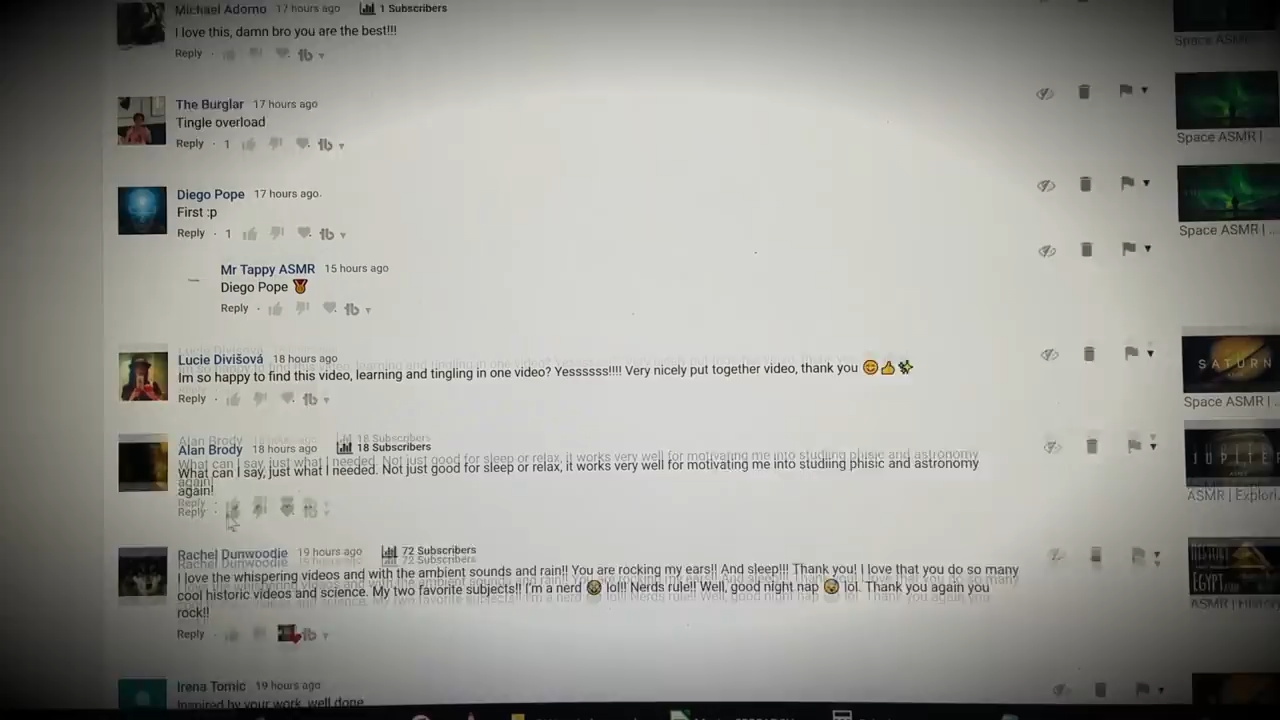 Michael Adorno 17 hours ago 1 Subscribers
I love this, damn bro you are the best!!!
Reply
Space ASMR
The Burglar 17 hours ago
Tingle overload
Reply · 1
Space ASMR | ...
Diego Pope 17 hours ago
First :p
Reply · 1
Space ASMR | ...
Mr Tappy ASMR 15 hours ago
Diego Pope 🏅
Reply ·
Lucie Divišová 18 hours ago
Im so happy to find this video, learning and tingling in one video? Yessssss!!!! Very nicely put together video, thank you 😊👍✨
Reply ·
SATURN
Space ASMR | ...
Alan Brody 18 hours ago 18 Subscribers
What can I say, just what I needed. Not just good for sleep or relax, it works very well for motivating me into studiing phisic and astronomy
again!
Reply ·
JUPITE
ASMR | Explori...
Rachel Dunwoodie 19 hours ago 72 Subscribers
I love the whispering videos and with the ambient sounds and rain!! You are rocking my ears!! And sleep!!! Thank you! I love that you do so many
cool historic videos and science. My two favorite subjects!! I'm a nerd 😪 lol!! Nerds rule!! Well, good night nap 😪 lol. Thank you again you
rock!!
Reply ·
EGYPT
Irena Tomic 19 hours ago
Inspired by your work, well done